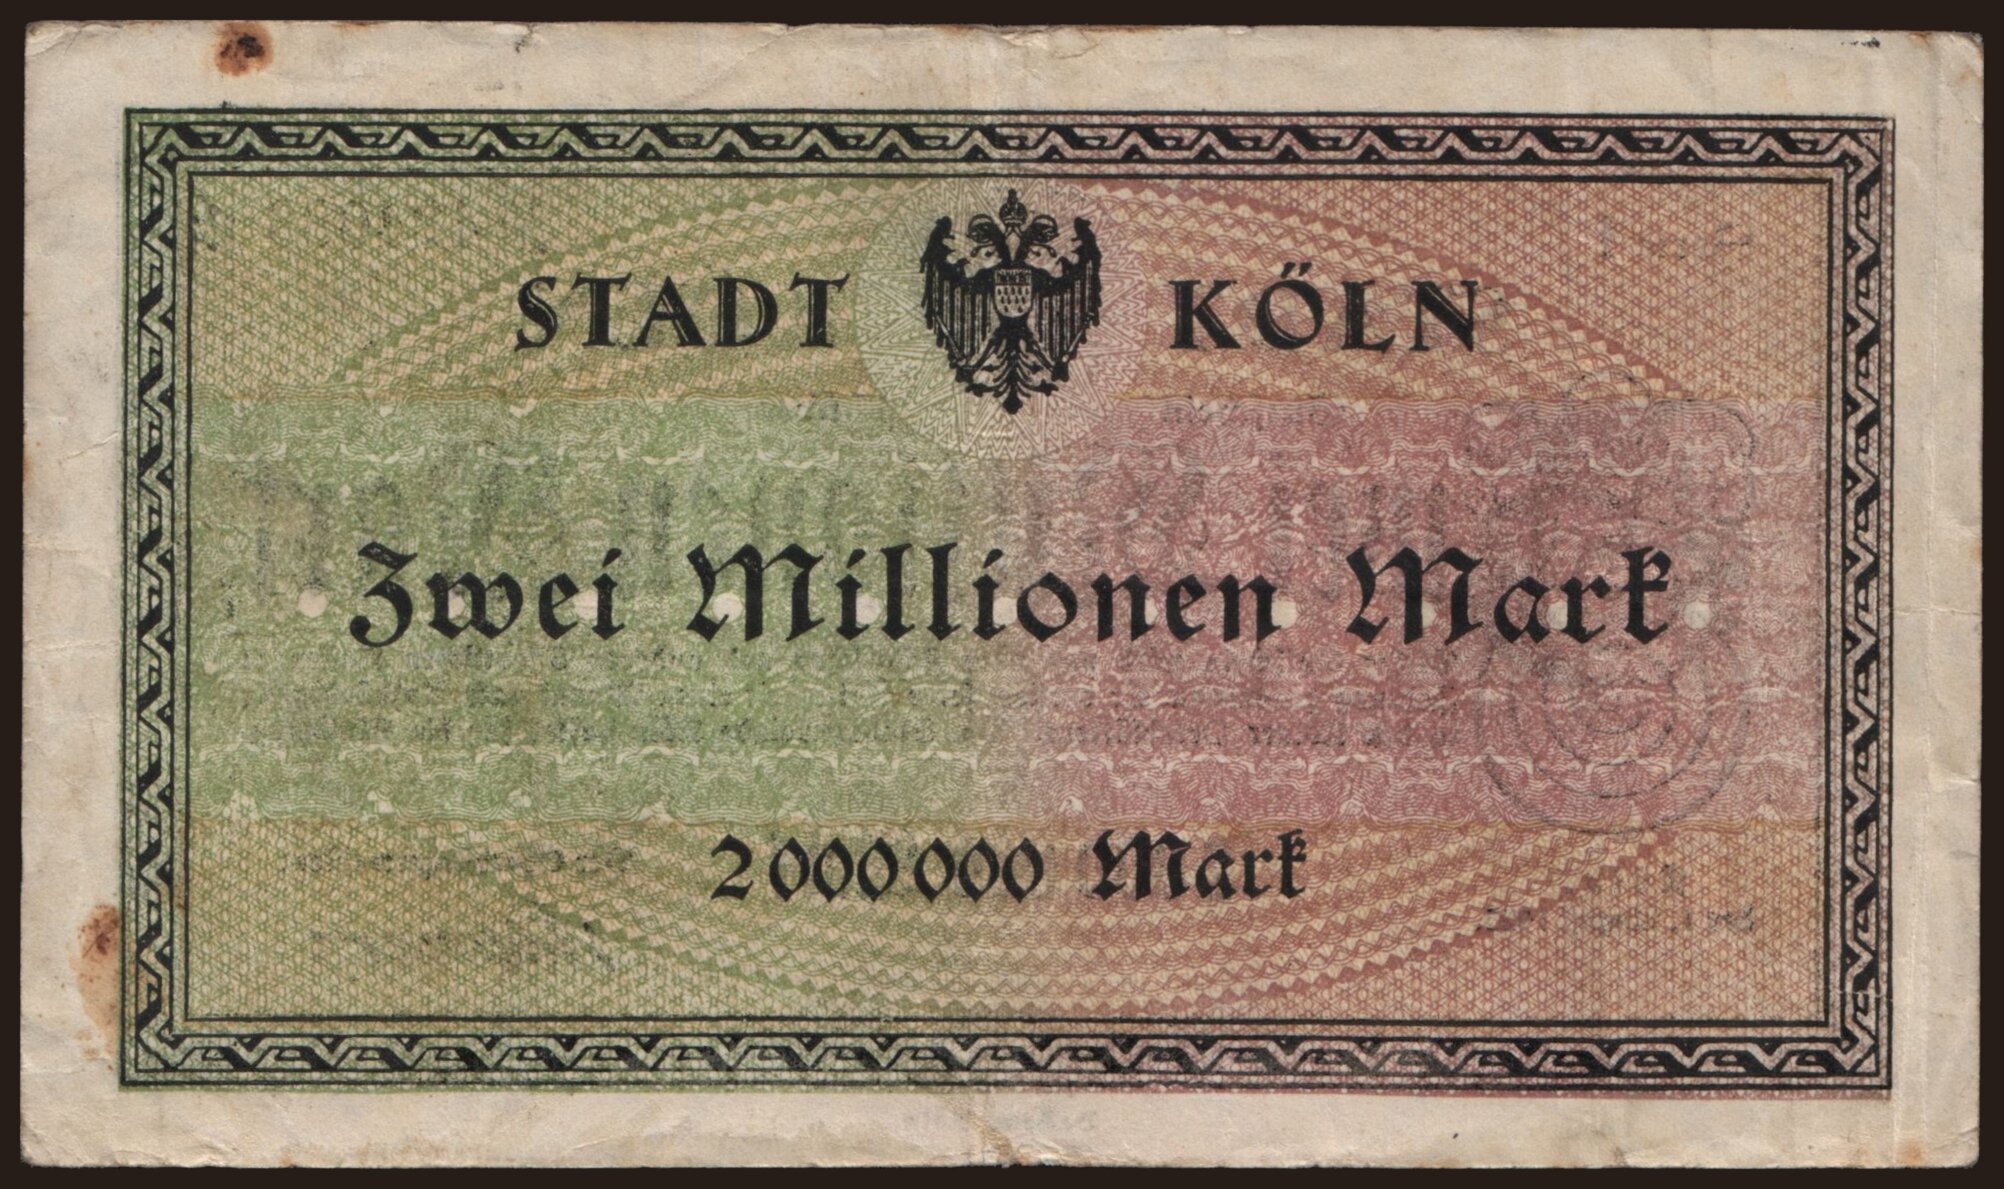 STADT KÖLN
Zwei Millionen Mark
2000000 Mark